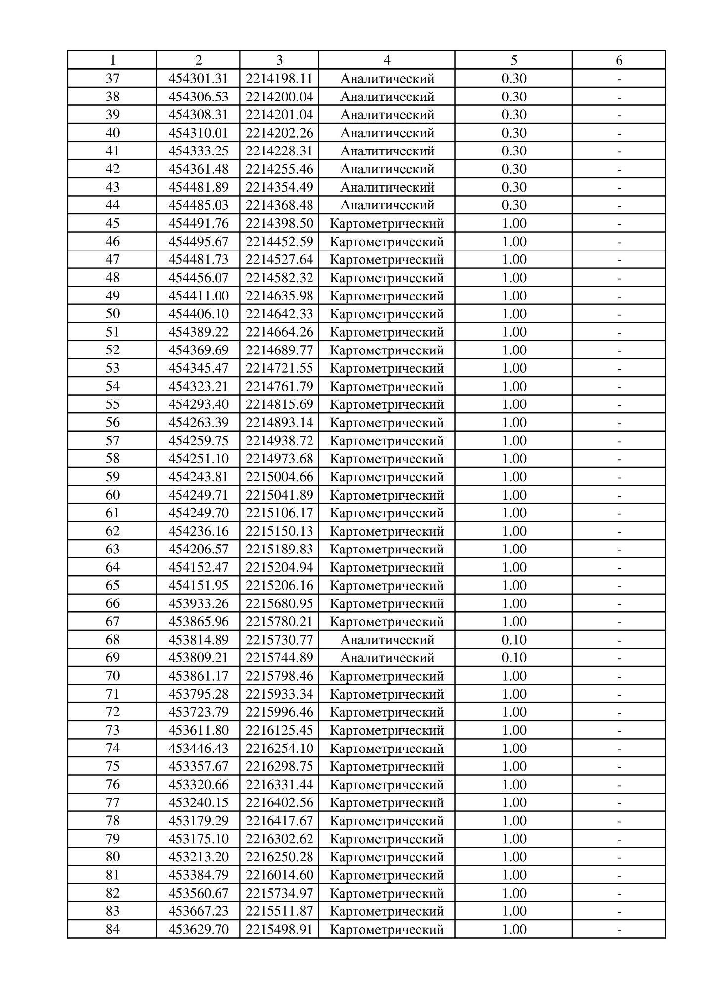 1 2 3 4 5 6
37 454301.31 2214198.11 Аналитический 0.30 -
38 454306.53 2214200.04 Аналитический 0.30 -
39 454308.31 2214201.04 Аналитический 0.30 -
40 454310.01 2214202.26 Аналитический 0.30 -
41 454333.25 2214228.31 Аналитический 0.30 -
42 454361.48 2214255.46 Аналитический 0.30 -
43 454481.89 2214354.49 Аналитический 0.30 -
44 454485.03 2214368.48 Аналитический 0.30 -
45 454491.76 2214398.50 Картометрический 1.00 -
46 454495.67 2214452.59 Картометрический 1.00 -
47 454481.73 2214527.64 Картометрический 1.00 -
48 454456.07 2214582.32 Картометрический 1.00 -
49 454411.00 2214635.98 Картометрический 1.00 -
50 454406.10 2214642.33 Картометрический 1.00 -
51 454389.22 2214664.26 Картометрический 1.00 -
52 454369.69 2214689.77 Картометрический 1.00 -
53 454345.47 2214721.55 Картометрический 1.00 -
54 454323.21 2214761.79 Картометрический 1.00 -
55 454293.40 2214815.69 Картометрический 1.00 -
56 454263.39 2214893.14 Картометрический 1.00 -
57 454259.75 2214938.72 Картометрический 1.00 -
58 454251.10 2214973.68 Картометрический 1.00 -
59 454243.81 2215004.66 Картометрический 1.00 -
60 454249.71 2215041.89 Картометрический 1.00 -
61 454249.70 2215106.17 Картометрический 1.00 -
62 454236.16 2215150.13 Картометрический 1.00 -
63 454206.57 2215189.83 Картометрический 1.00 -
64 454152.47 2215204.94 Картометрический 1.00 -
65 454151.95 2215206.16 Картометрический 1.00 -
66 453933.26 2215680.95 Картометрический 1.00 -
67 453865.96 2215780.21 Картометрический 1.00 -
68 453814.89 2215730.77 Аналитический 0.10 -
69 453809.21 2215744.89 Аналитический 0.10 -
70 453861.17 2215798.46 Картометрический 1.00 -
71 453795.28 2215933.34 Картометрический 1.00 -
72 453723.79 2215996.46 Картометрический 1.00 -
73 453611.80 2216125.45 Картометрический 1.00 -
74 453446.43 2216254.10 Картометрический 1.00 -
75 453357.67 2216298.75 Картометрический 1.00 -
76 453320.66 2216331.44 Картометрический 1.00 -
77 453240.15 2216402.56 Картометрический 1.00 -
78 453179.29 2216417.67 Картометрический 1.00 -
79 453175.10 2216302.62 Картометрический 1.00 -
80 453213.20 2216250.28 Картометрический 1.00 -
81 453384.79 2216014.60 Картометрический 1.00 -
82 453560.67 2215734.97 Картометрический 1.00 -
83 453667.23 2215511.87 Картометрический 1.00 -
84 453629.70 2215498.91 Картометрический 1.00 -